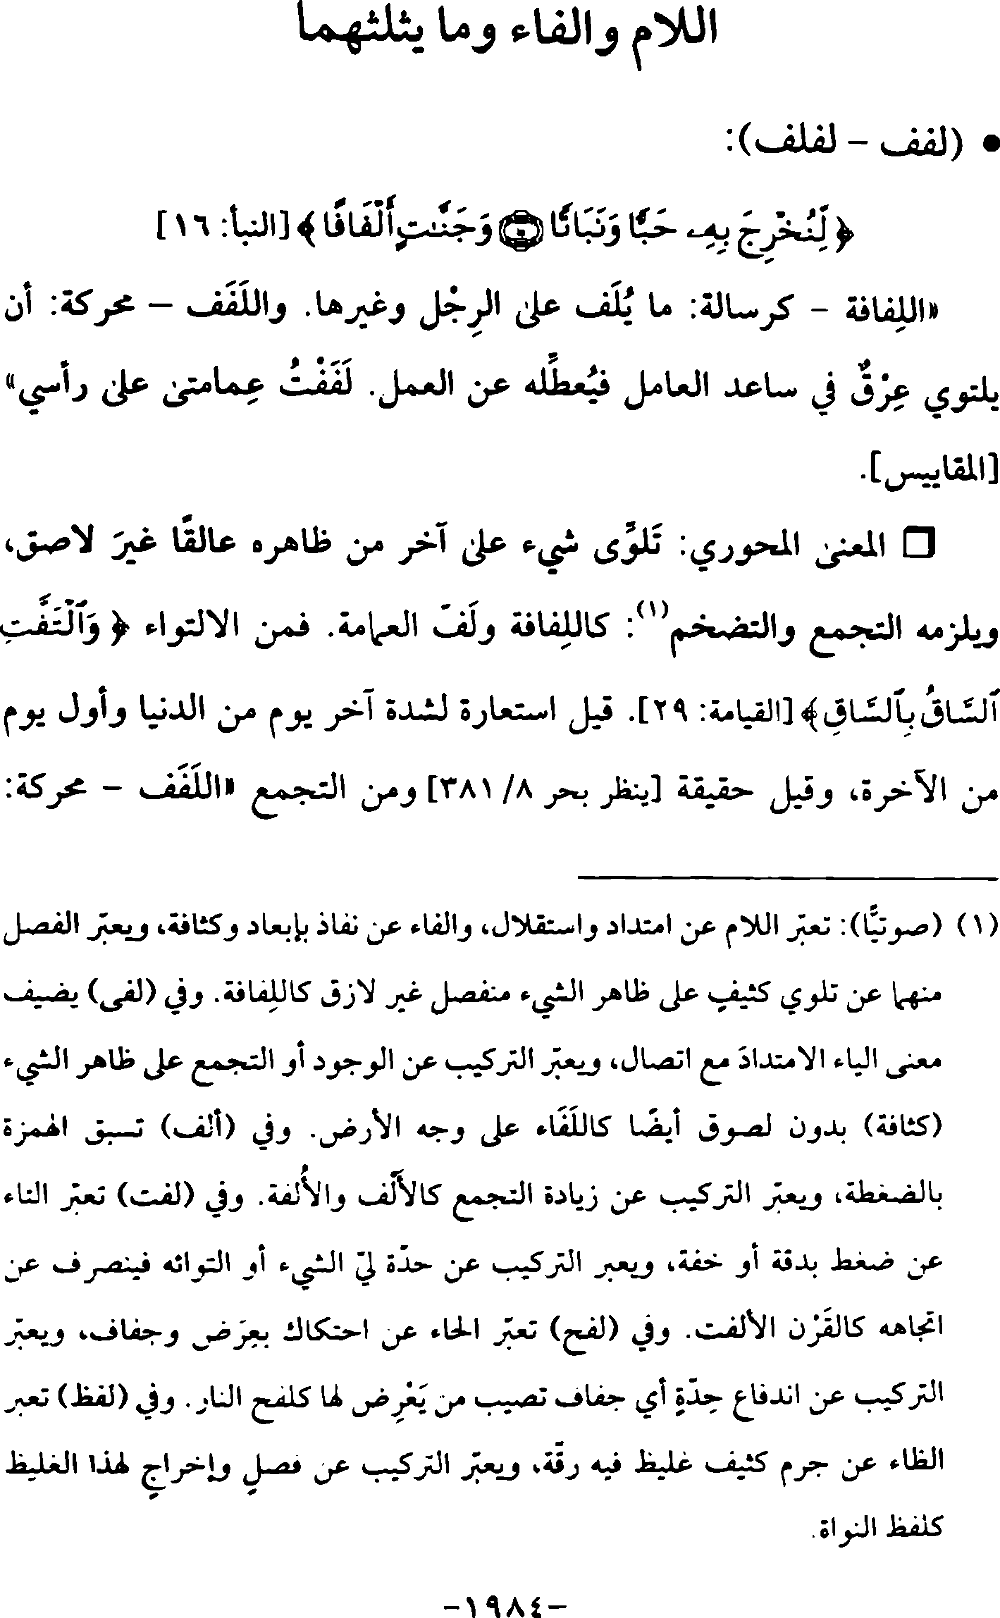 اللام والفاء وما يثلثهما
• (لفف – لفلف):
﴿لِّنُخْرِجَ بِهِۦ حَبًّا وَنَبَاتًا ۝ وَجَنَّـٰتٍ أَلْفَافًا﴾ [النبأ: ١٦]
«اللِفافة – كرسالة: ما يُلَف على الرِجْل وغيرها. واللَفَف – محركة: أن
يلتوي عِرْقٌ في ساعد العامل فيُعطِّله عن العمل. لَفَفْتُ عِمامتى على رأسي»
[المقاييس].
□ المعنى المحوري: تَلوِّى شيء على آخر من ظاهره عالقًا غيرَ لاصق،
ويلزمه التجمع والتضخم(١): كاللِفافة ولَفّ العمامة. فمن الالتواء ﴿وَٱلْتَفَّتِ
ٱلسَّاقُ بِٱلسَّاقِ﴾ [القيامة: ٢٩]. قيل استعارة لشدة آخر يوم من الدنيا وأول يوم
من الآخرة، وقيل حقيقة [ينظر بحر ٨/ ٣٨١] ومن التجمع «اللَفَف – محركة:
(١) (صوتيًّا): تعبّر اللام عن امتداد واستقلال، والفاء عن نفاذ بإبعاد وكثافة، ويعبّر الفصل
منهما عن تلوي كثيفٍ على ظاهر الشيء منفصل غير لازق كاللِفافة. وفي (لفى) يضيف
معنى الياء الامتدادَ مع اتصال، ويعبّر التركيب عن الوجود أو التجمع على ظاهر الشيء
(كثافة) بدون لصوق أيضًا كاللَفَاء على وجه الأرض. وفي (ألف) تسبق الهمزة
بالضغطة، ويعبّر التركيب عن زيادة التجمع كالأَلْف والأُلفة. وفي (لفت) تعبّر التاء
عن ضغط بدقة أو خفة، ويعبر التركيب عن حدّة ليّ الشيء أو التوائه فينصرف عن
اتجاهه كالقَرْن الألفت. وفي (لفح) تعبّر الحاء عن احتكاك بعِرَض وجفاف، ويعبّر
التركيب عن اندفاع حِدّةٍ أي جفاف تصيب من يَعْرِض لها كلفح النار. وفي (لفظ) تعبر
الظاء عن جرم كثيف غليظ فيه رقّة، ويعبّر التركيب عن فصلٍ وإخراجٍ لهذا الغليظ
كلفظ النواة.
-١٩٨٤-